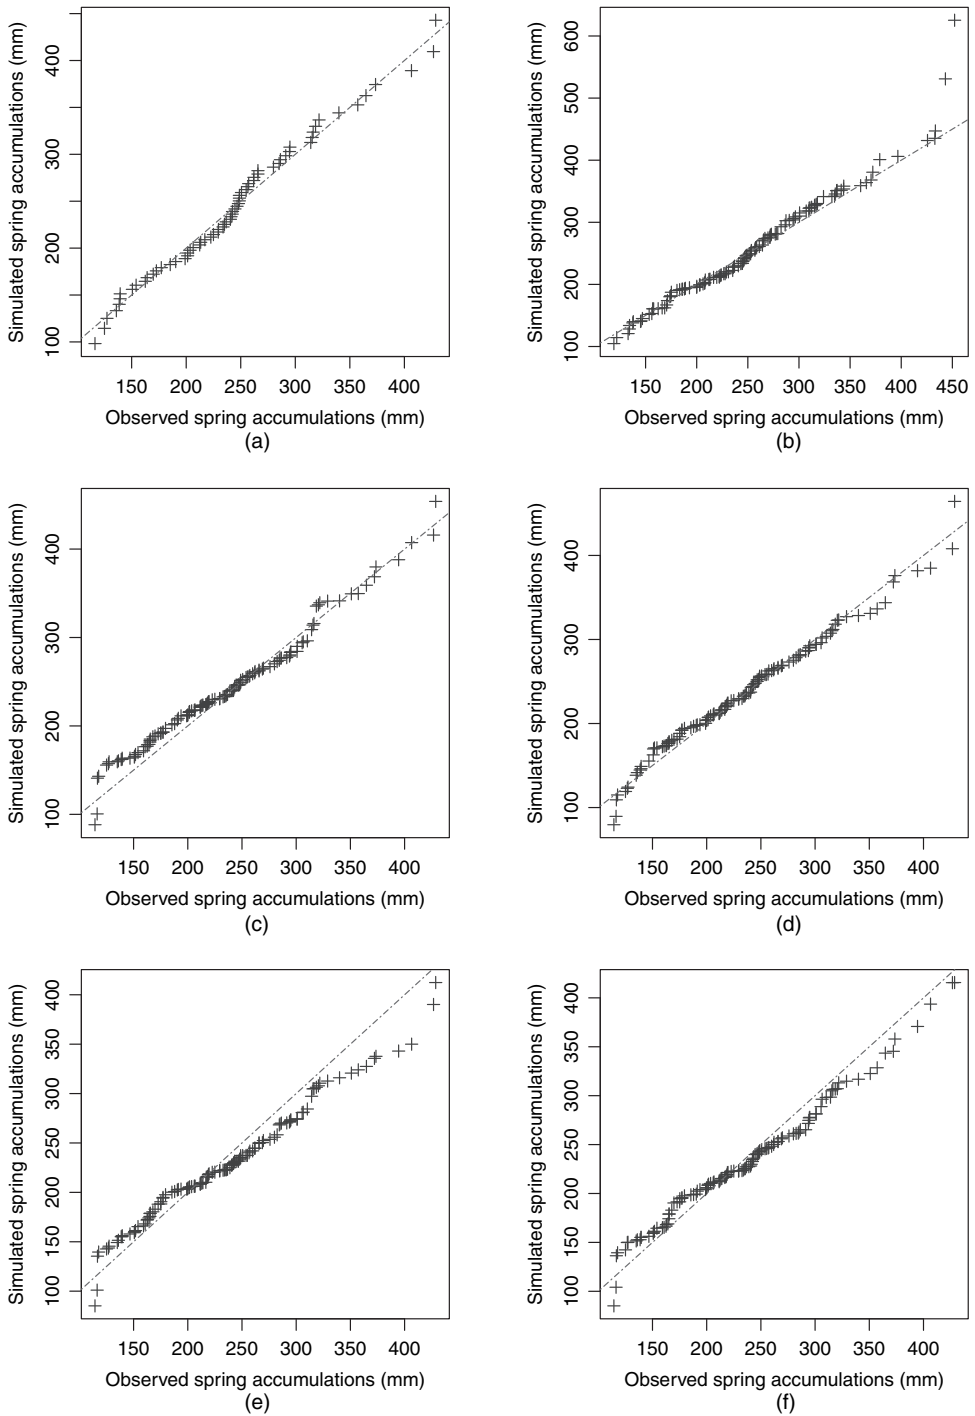 Simulated spring accumulations (mm)
400
300
200
100
150 200 250 300 350 400
Observed spring accumulations (mm)
(a)
Simulated spring accumulations (mm)
600
500
400
300
200
100
150 200 250 300 350 400 450
Observed spring accumulations (mm)
(b)
Simulated spring accumulations (mm)
400
300
200
100
150 200 250 300 350 400
Observed spring accumulations (mm)
(c)
Simulated spring accumulations (mm)
400
300
200
100
150 200 250 300 350 400
Observed spring accumulations (mm)
(d)
Simulated spring accumulations (mm)
400
350
300
250
200
150
100
150 200 250 300 350 400
Observed spring accumulations (mm)
(e)
Simulated spring accumulations (mm)
400
350
300
250
200
150
100
150 200 250 300 350 400
Observed spring accumulations (mm)
(f)